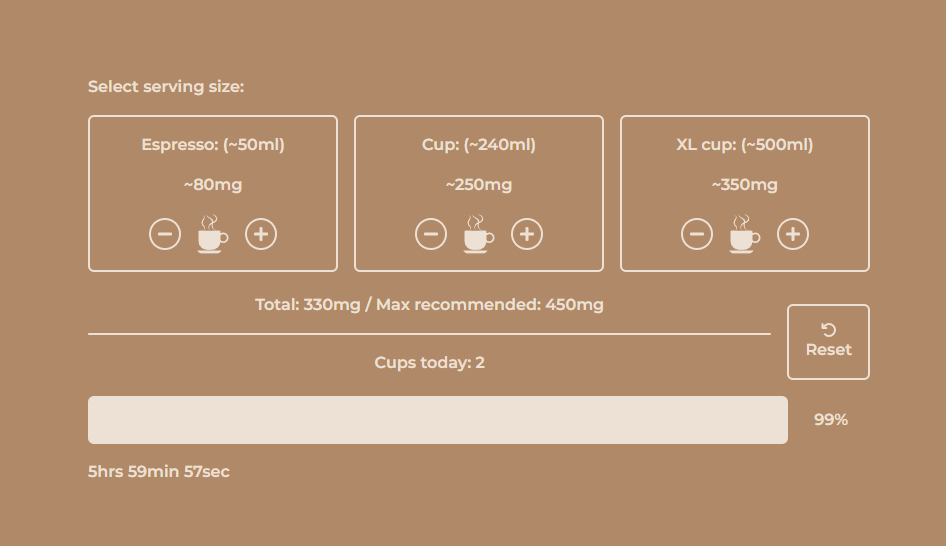 Select serving size:
Espresso: (~50ml)
~80mg
Cup: (~240ml)
~250mg
XL cup: (~500ml)
~350mg
Total: 330mg / Max recommended: 450mg
Reset
Cups today: 2
99%
5hrs 59min 57sec